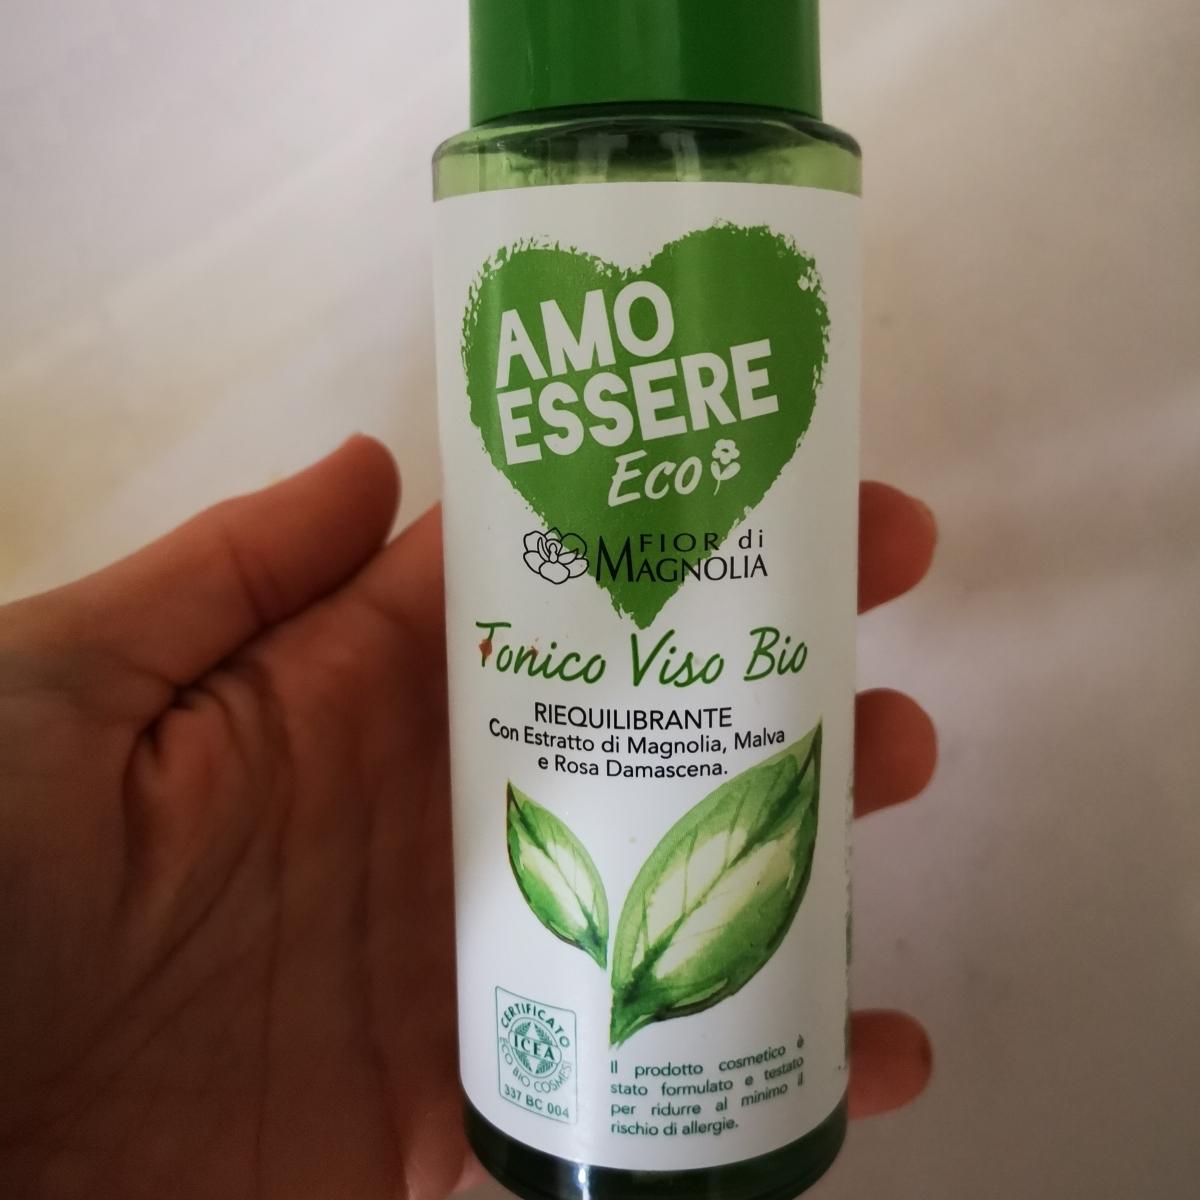 AMO
ESSERE
Eco
FIOR di
MAGNOLIA
Tonico Viso Bio
RIEQUILIBRANTE
Con Estratto di Magnolia, Malva
e Rosa Damascena.
CERTIFICATO
ICEA
ECO BIO COSMESI
337 BC 004
Il prodotto cosmetico è
stato formulato e testato
per ridurre al minimo il
rischio di allergie.